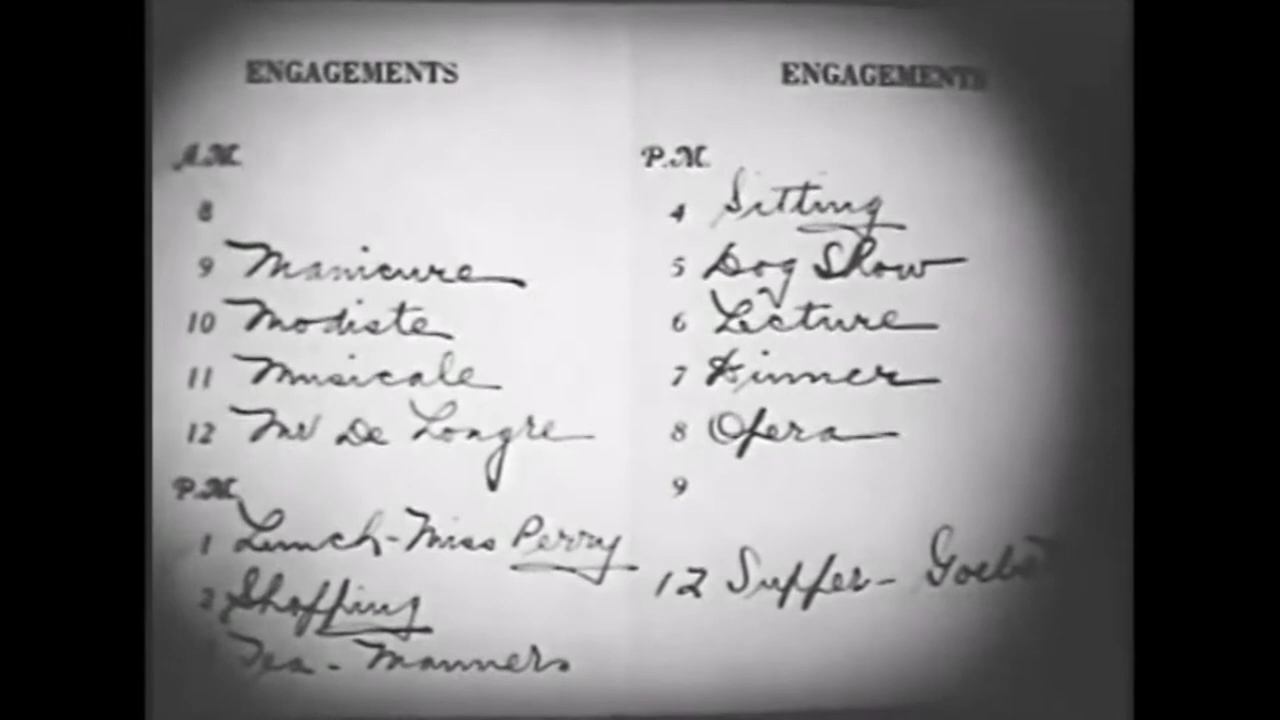 ENGAGEMENTS
A.M.
8
9 Manicure
10 Modiste
11 Musicale
12 Mr De Longre
P.M.
1 Lunch - Miss Perry
2 Shopping
Tea - Manners
ENGAGEMENTS
P.M.
4 Sitting
5 Dog Show
6 Lecture
7 Dinner
8 Opera
9
12 Supper -